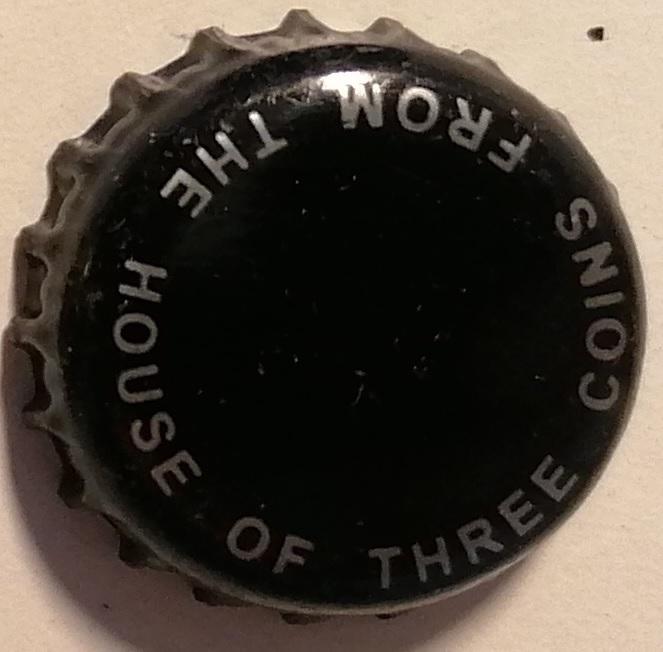 FROM THE HOUSE OF THREE COINS